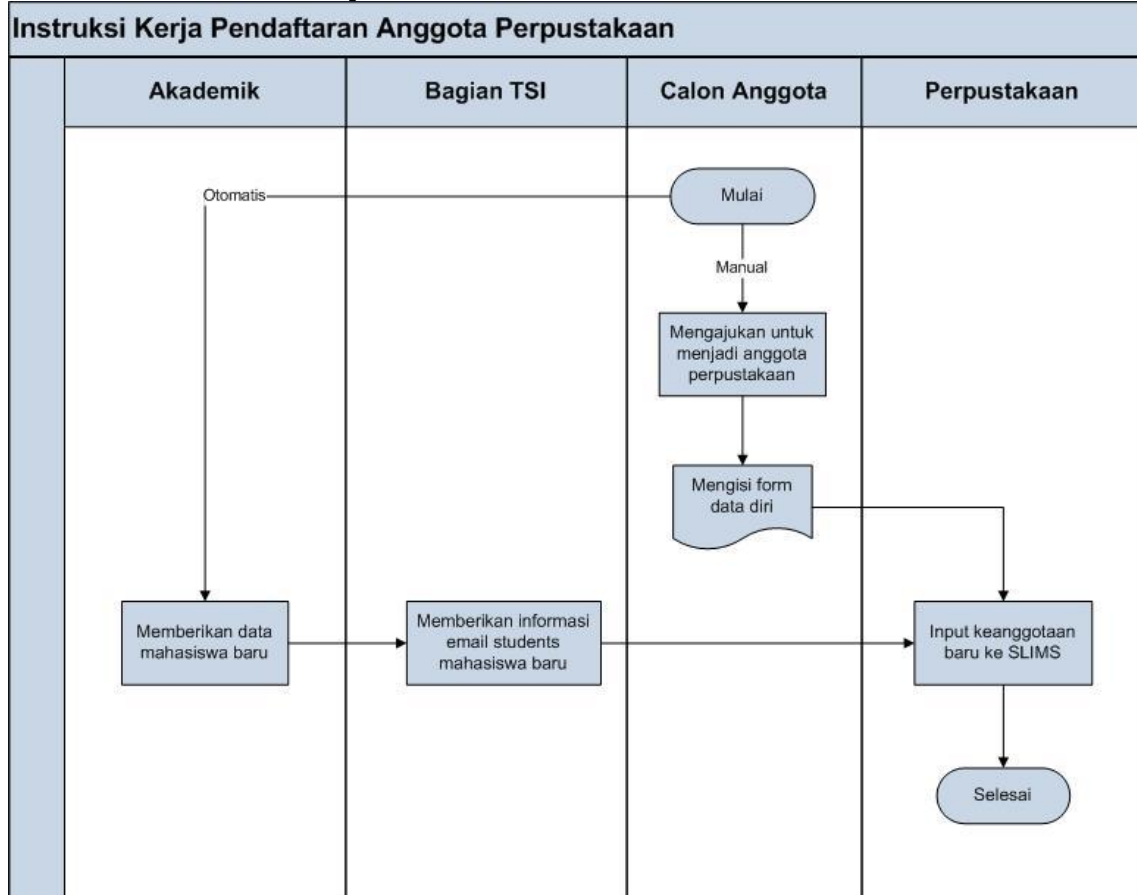 Instruksi Kerja Pendaftaran Anggota Perpustakaan
Akademik
Bagian TSI
Calon Anggota
Perpustakaan
Otomatis
Mulai
Manual
Mengajukan untuk
menjadi anggota
perpustakaan
Mengisi form
data diri
Memberikan data
mahasiswa baru
Memberikan informasi
email students
mahasiswa baru
Input keanggotaan
baru ke SLIMS
Selesai